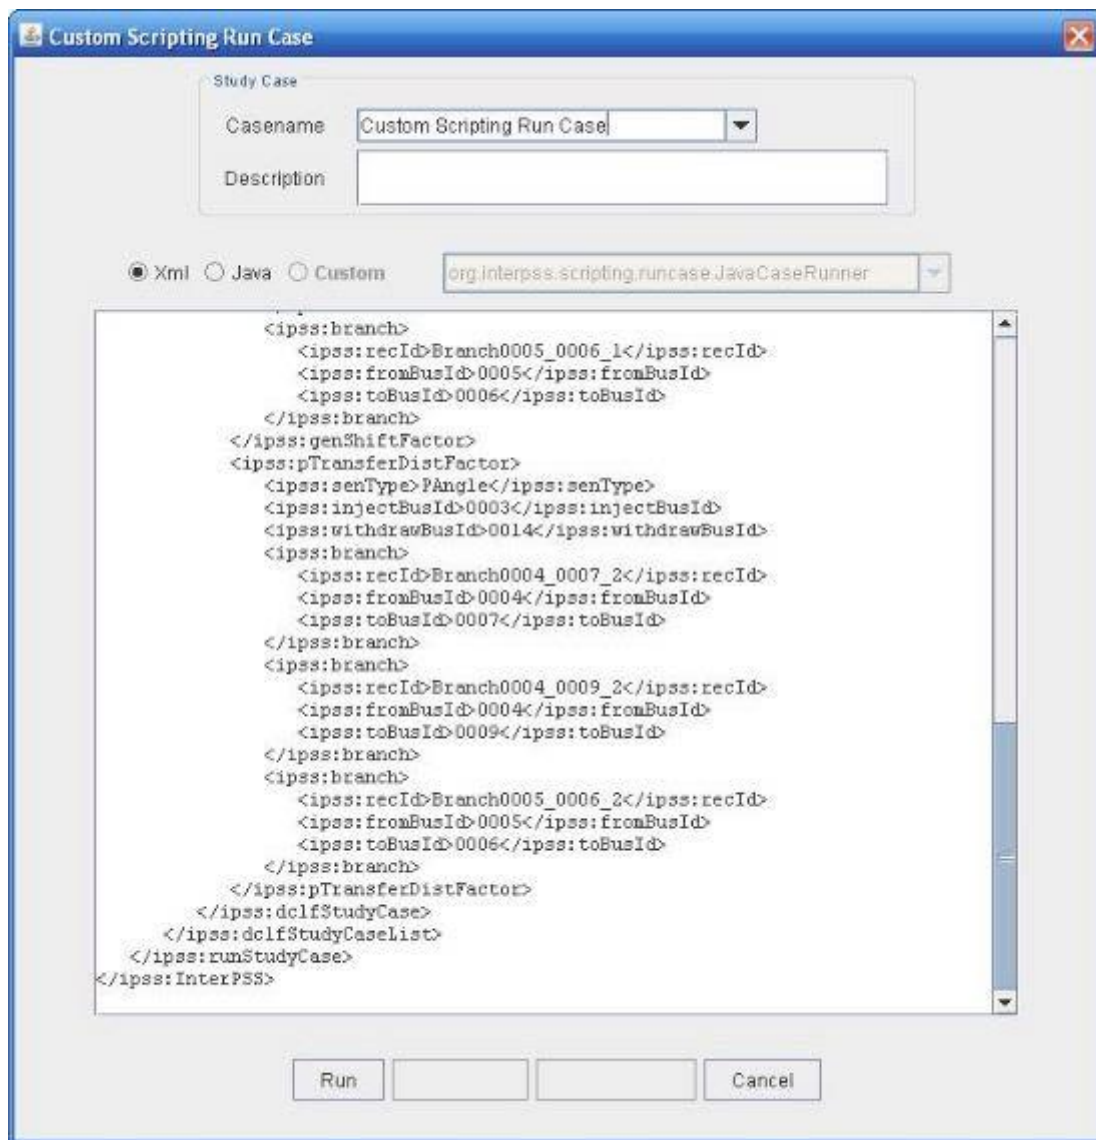 Custom Scripting Run Case
Study Case
Casename Custom Scripting Run Case
Description
Xml Java Custom org.interpss.scripting.runcase.JavaCaseRunner
<ipss:branch>
<ipss:recId>Branch0005_0006_1</ipss:recId>
<ipss:fromBusId>0005</ipss:fromBusId>
<ipss:toBusId>0006</ipss:toBusId>
</ipss:branch>
</ipss:genShiftFactor>
<ipss:pTransferDistFactor>
<ipss:senType>PAngle</ipss:senType>
<ipss:injectBusId>0003</ipss:injectBusId>
<ipss:withdrawBusId>0014</ipss:withdrawBusId>
<ipss:branch>
<ipss:recId>Branch0004_0007_2</ipss:recId>
<ipss:fromBusId>0004</ipss:fromBusId>
<ipss:toBusId>0007</ipss:toBusId>
</ipss:branch>
<ipss:branch>
<ipss:recId>Branch0004_0009_2</ipss:recId>
<ipss:fromBusId>0004</ipss:fromBusId>
<ipss:toBusId>0009</ipss:toBusId>
</ipss:branch>
<ipss:branch>
<ipss:recId>Branch0005_0006_2</ipss:recId>
<ipss:fromBusId>0005</ipss:fromBusId>
<ipss:toBusId>0006</ipss:toBusId>
</ipss:branch>
</ipss:pTransferDistFactor>
</ipss:dclfStudyCase>
</ipss:dclfStudyCaseList>
</ipss:runStudyCase>
</ipss:InterPSS>
Run Cancel